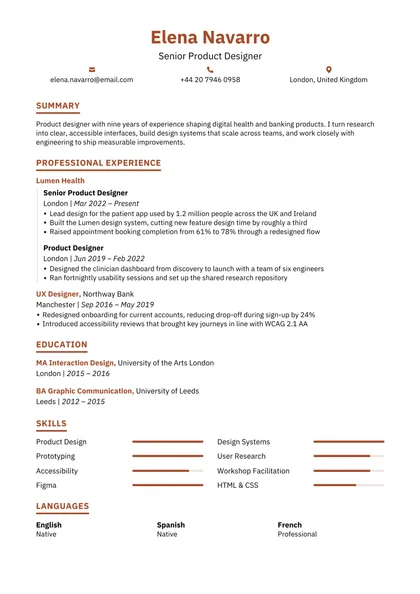 Elena Navarro
Senior Product Designer
elena.navarro@email.com
+44 20 7946 0958
London, United Kingdom
SUMMARY
Product designer with nine years of experience shaping digital health and banking products. I turn research
into clear, accessible interfaces, build design systems that scale across teams, and work closely with
engineering to ship measurable improvements.
PROFESSIONAL EXPERIENCE
Lumen Health
Senior Product Designer
London | Mar 2022 – Present
• Lead design for the patient app used by 1.2 million people across the UK and Ireland
• Built the Lumen design system, cutting new feature design time by roughly a third
• Raised appointment booking completion from 61% to 78% through a redesigned flow
Product Designer
London | Jun 2019 – Feb 2022
• Designed the clinician dashboard from discovery to launch with a team of six engineers
• Ran fortnightly usability sessions and set up the shared research repository
UX Designer, Northway Bank
Manchester | Sep 2016 – May 2019
• Redesigned onboarding for current accounts, reducing drop-off during sign-up by 24%
• Introduced accessibility reviews that brought key journeys in line with WCAG 2.1 AA
EDUCATION
MA Interaction Design, University of the Arts London
London | 2015 – 2016
BA Graphic Communication, University of Leeds
Leeds | 2012 – 2015
SKILLS
Product Design
Design Systems
Prototyping
User Research
Accessibility
Workshop Facilitation
Figma
HTML & CSS
LANGUAGES
English
Spanish
French
Native
Native
Professional